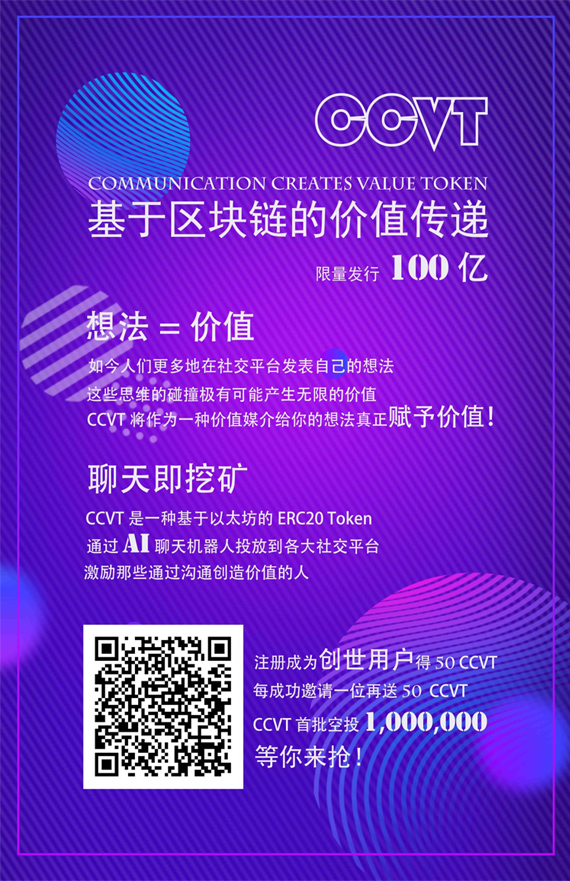 CCVT
COMMUNICATION CREATES VALUE TOKEN
基于区块链的价值传递
限量发行 100 亿
想法 = 价值
如今人们更多地在社交平台发表自己的想法
这些思维的碰撞极有可能产生无限的价值
CCVT 将作为一种价值媒介给你的想法真正赋予价值!
聊天即挖矿
CCVT 是一种基于以太坊的 ERC20 Token
通过 AI 聊天机器人投放到各大社交平台
激励那些通过沟通创造价值的人
注册成为创世用户得 50 CCVT
每成功邀请一位再送 50 CCVT
CCVT 首批空投 1,000,000
等你来抢!